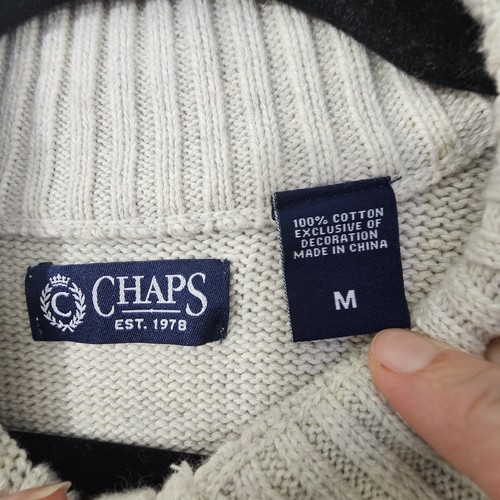 C
CHAPS
EST. 1978
100% COTTON
EXCLUSIVE OF
DECORATION
MADE IN CHINA
M